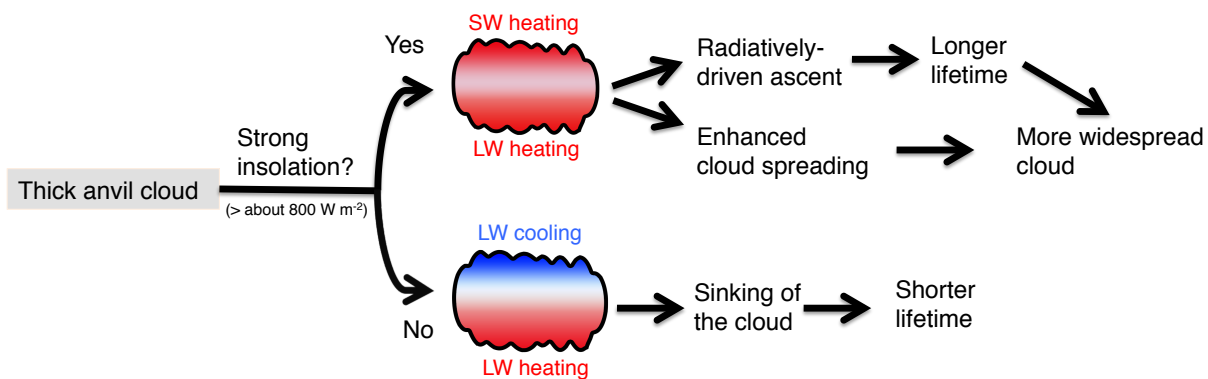 Thick anvil cloud
Strong
insolation?
(> about 800 W m-2)
Yes
SW heating
LW heating
Radiatively-
driven ascent
Longer
lifetime
Enhanced
cloud spreading
More widespread
cloud
No
LW cooling
LW heating
Sinking of
the cloud
Shorter
lifetime